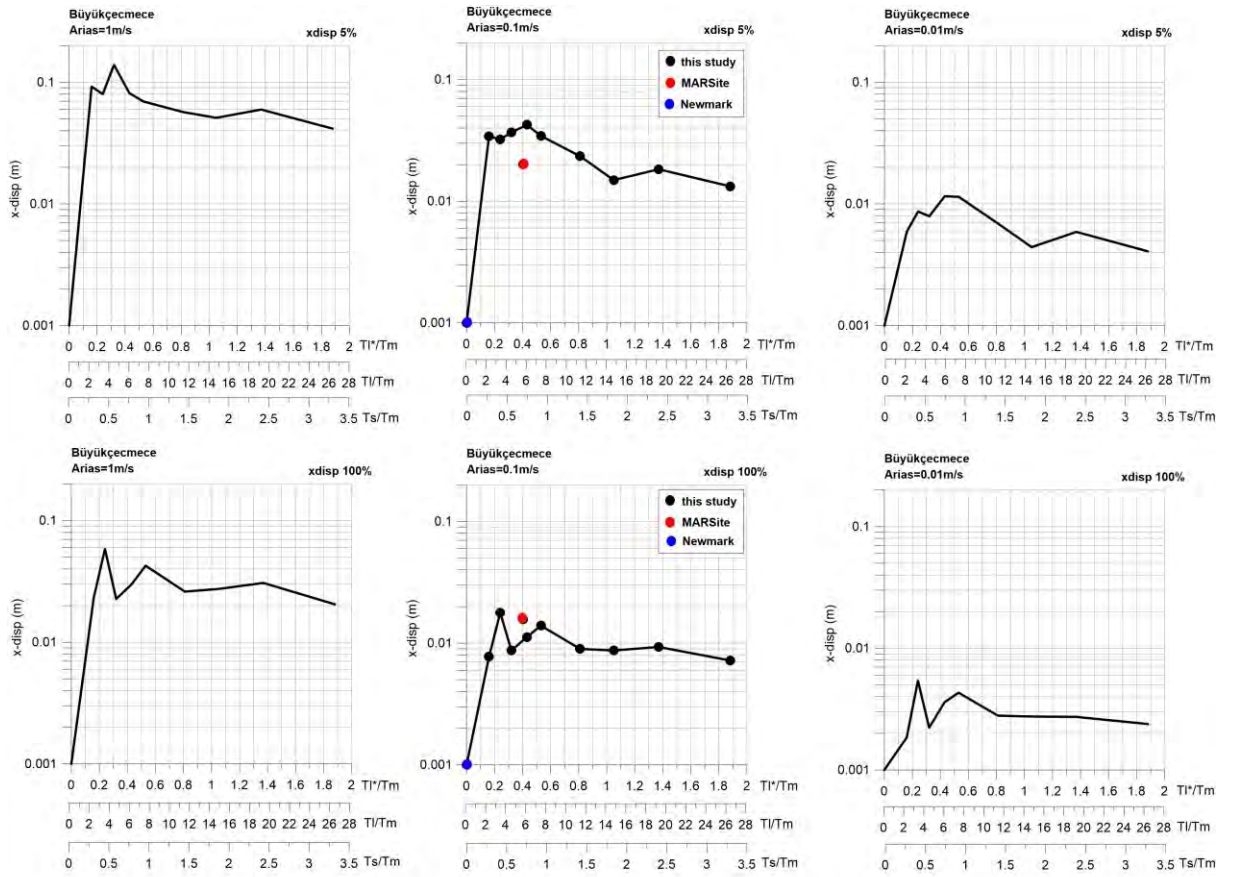 Büyükçecmece
Arias=1m/s
xdisp 5%
0.1
0.01
0.001
x-disp (m)
0 0.2 0.4 0.6 0.8 1 1.2 1.4 1.6 1.8 2 Tl*/Tm
0 2 4 6 8 10 12 14 16 18 20 22 24 26 28 Tl/Tm
0 0.5 1 1.5 2 2.5 3 3.5 Ts/Tm
Büyükçecmece
Arias=0.1m/s
xdisp 5%
this study
MARSite
Newmark
0.1
0.01
0.001
x-disp (m)
0 0.2 0.4 0.6 0.8 1 1.2 1.4 1.6 1.8 2 Tl*/Tm
0 2 4 6 8 10 12 14 16 18 20 22 24 26 28 Tl/Tm
0 0.5 1 1.5 2 2.5 3 3.5 Ts/Tm
Büyükçecmece
Arias=0.01m/s
xdisp 5%
0.1
0.01
0.001
x-disp (m)
0 0.2 0.4 0.6 0.8 1 1.2 1.4 1.6 1.8 2 Tl*/Tm
0 2 4 6 8 10 12 14 16 18 20 22 24 26 28 Tl/Tm
0 0.5 1 1.5 2 2.5 3 3.5 Ts/Tm
Büyükçecmece
Arias=1m/s
xdisp 100%
0.1
0.01
0.001
x-disp (m)
0 0.2 0.4 0.6 0.8 1 1.2 1.4 1.6 1.8 2 Tl*/Tm
0 2 4 6 8 10 12 14 16 18 20 22 24 26 28 Tl/Tm
0 0.5 1 1.5 2 2.5 3 3.5 Ts/Tm
Büyükçecmece
Arias=0.1m/s
xdisp 100%
this study
MARSite
Newmark
0.1
0.01
0.001
x-disp (m)
0 0.2 0.4 0.6 0.8 1 1.2 1.4 1.6 1.8 2 Tl*/Tm
0 2 4 6 8 10 12 14 16 18 20 22 24 26 28 Tl/Tm
0 0.5 1 1.5 2 2.5 3 3.5 Ts/Tm
Büyükçecmece
Arias=0.01m/s
xdisp 100%
0.1
0.01
0.001
x-disp (m)
0 0.2 0.4 0.6 0.8 1 1.2 1.4 1.6 1.8 2 Tl*/Tm
0 2 4 6 8 10 12 14 16 18 20 22 24 26 28 Tl/Tm
0 0.5 1 1.5 2 2.5 3 3.5 Ts/Tm